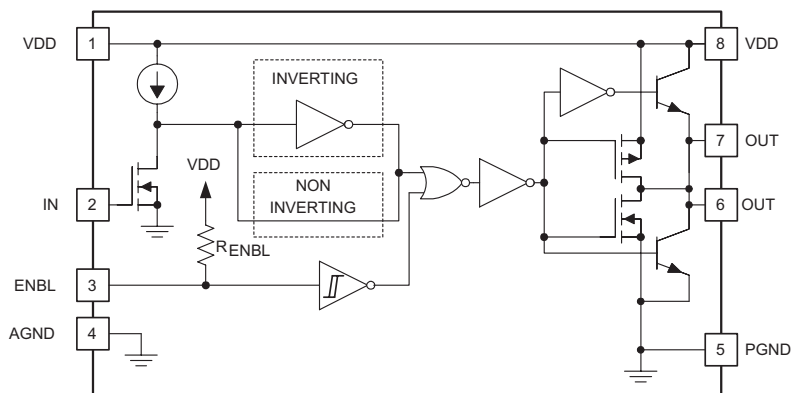 VDD 1
8 VDD
INVERTING
7 OUT
VDD
NON
INVERTING
IN 2
6 OUT
RENBL
ENBL 3
AGND 4
5 PGND